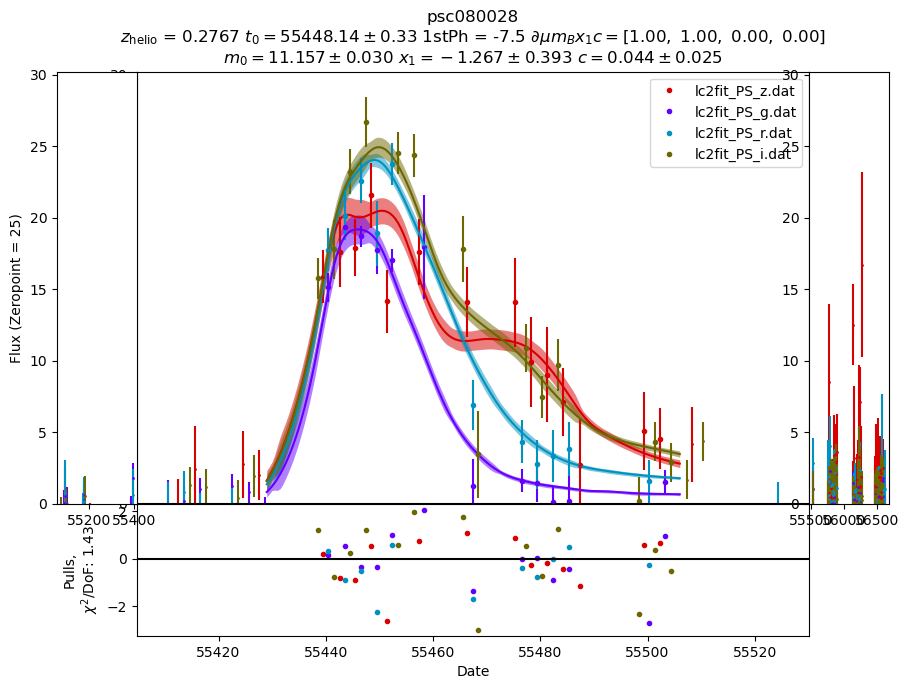 psc080028
z_helio = 0.2767 t_0 = 55448.14 ± 0.33 1stPh = -7.5 ∂μm_Bx_1c = [1.00, 1.00, 0.00, 0.00]
m_0 = 11.157 ± 0.030 x_1 = −1.267 ± 0.393 c = 0.044 ± 0.025
lc2fit_PS_z.dat
lc2fit_PS_g.dat
lc2fit_PS_r.dat
lc2fit_PS_i.dat
Flux (Zeropoint = 25)
30
25
20
15
10
5
0
30
25
20
15
10
5
0
55200
55400
55500
56000
56500
Pulls,
χ²/DoF: 1.43
2
0
−2
55420
55440
55460
55480
55500
55520
Date